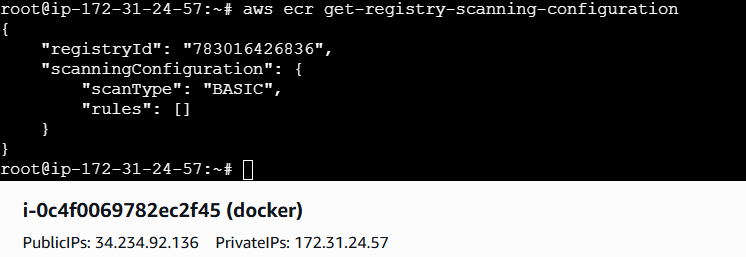 root@ip-172-31-24-57:~# aws ecr get-registry-scanning-configuration
{
    "registryId": "783016426836",
    "scanningConfiguration": {
        "scanType": "BASIC",
        "rules": []
    }
}
root@ip-172-31-24-57:~#
i-0c4f0069782ec2f45 (docker)
PublicIPs: 34.234.92.136    PrivateIPs: 172.31.24.57